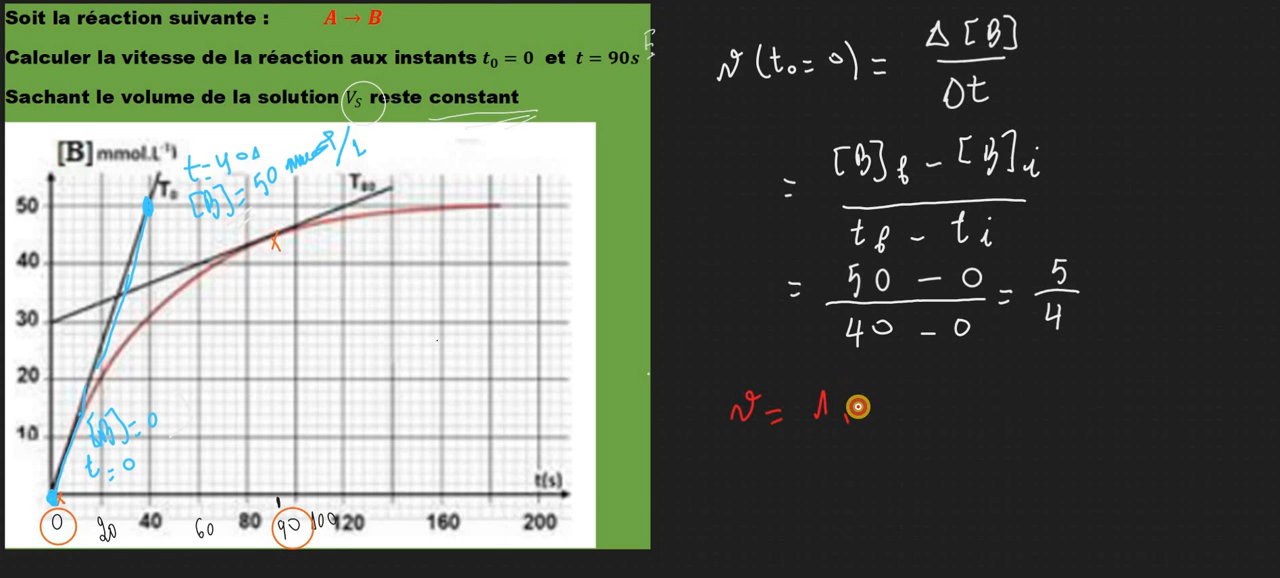 Soit la réaction suivante : A → B
Calculer la vitesse de la réaction aux instants t₀ = 0 et t = 90s
Sachant le volume de la solution V_S reste constant
[B] mmol.L⁻¹)
T₀
t=40s
[B]=50 mmol/L
50
40
30
20
10
[B]=0
t=0
t(s)
0 20 40 60 80 90 100 120 160 200
v(t₀=0) = Δ[B] / Δt
= [B]f - [B]i / tf - ti
= 50 - 0 / 40 - 0 = 5 / 4
v = 1,